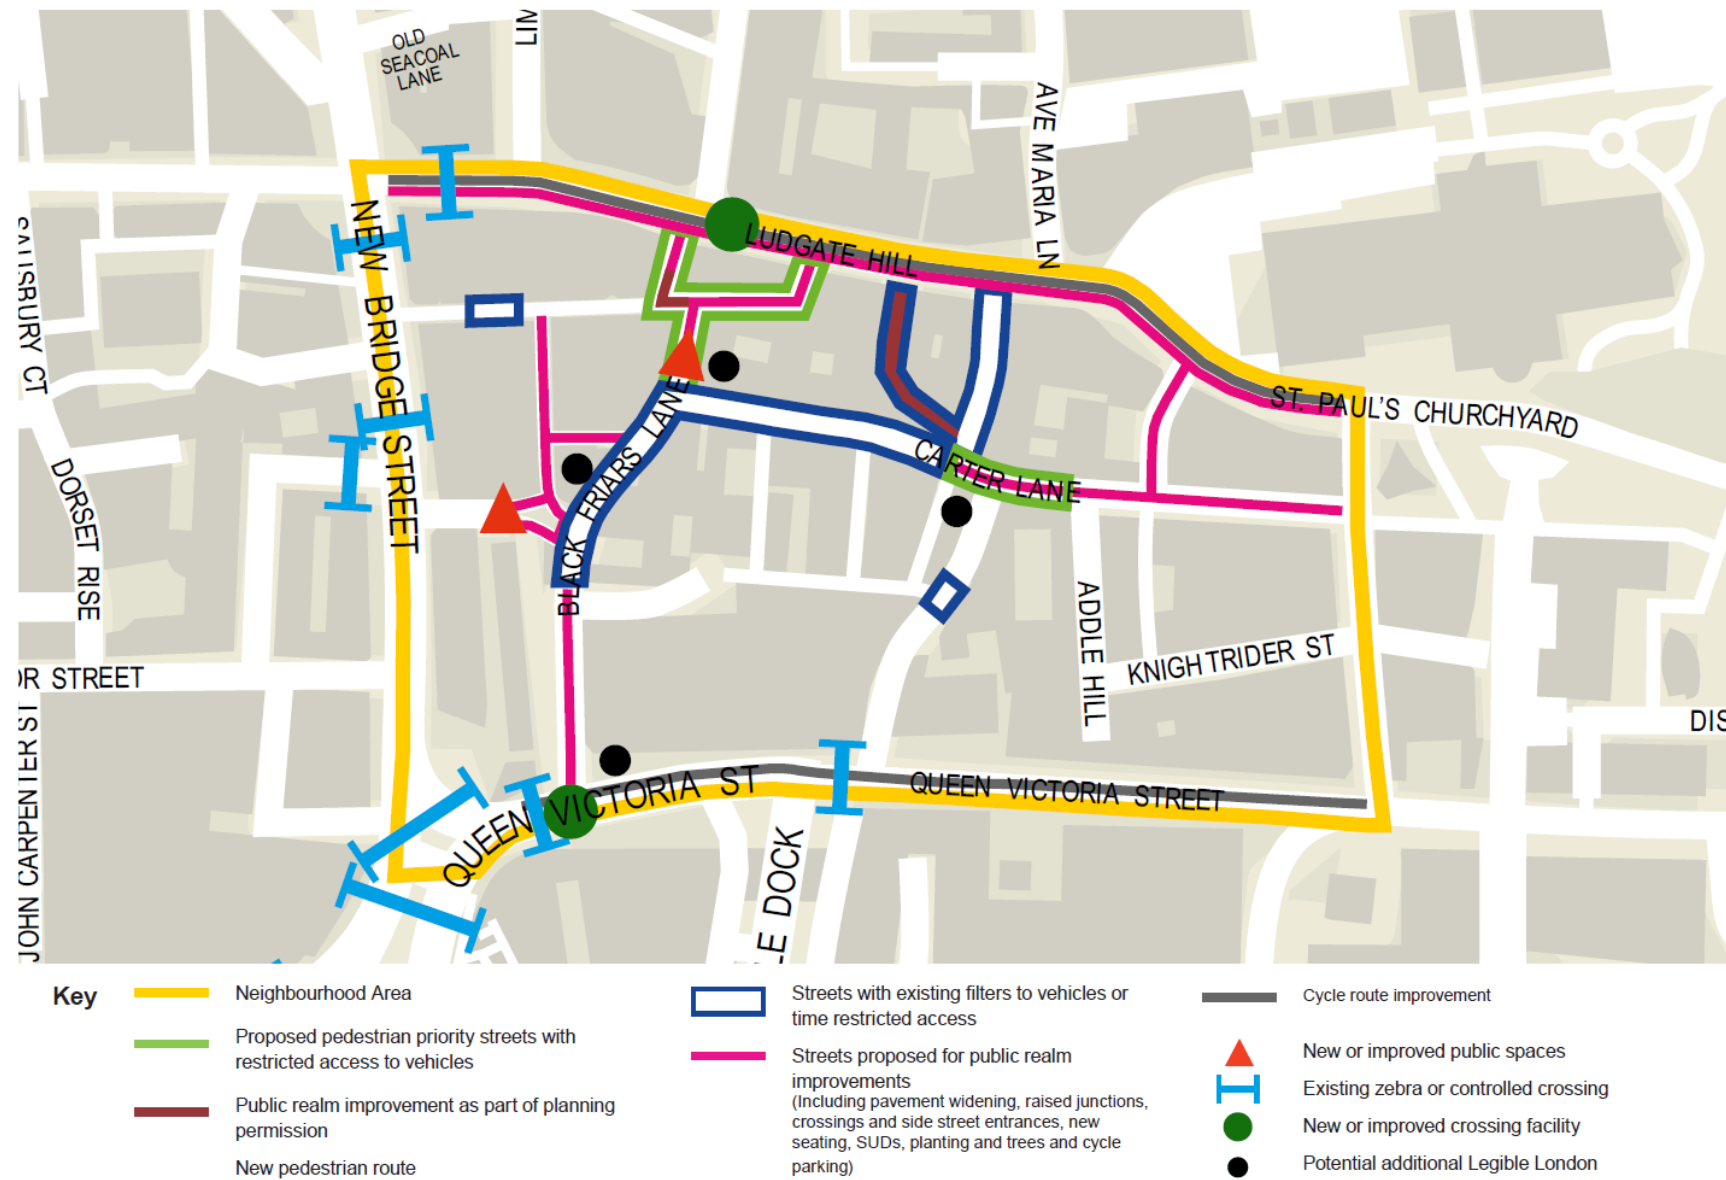 OLD
SEACOAL
LANE
LIM
AVE MARIA LN
NEW BRIDGE STREET
LUDGATE HILL
SALISBURY CT
ST. PAUL'S CHURCHYARD
BLACK FRIARS LANE
CARTER LANE
DORSET RISE
ADDLE HILL
KNIGHTRIDER ST
OR STREET
JOHN CARPENTER ST
DIS
QUEEN VICTORIA ST
QUEEN VICTORIA STREET
LE DOCK
Key
Neighbourhood Area
Proposed pedestrian priority streets with
restricted access to vehicles
Public realm improvement as part of planning
permission
New pedestrian route
Streets with existing filters to vehicles or
time restricted access
Streets proposed for public realm
improvements
(Including pavement widening, raised junctions,
crossings and side street entrances, new
seating, SUDs, planting and trees and cycle
parking)
Cycle route improvement
New or improved public spaces
Existing zebra or controlled crossing
New or improved crossing facility
Potential additional Legible London